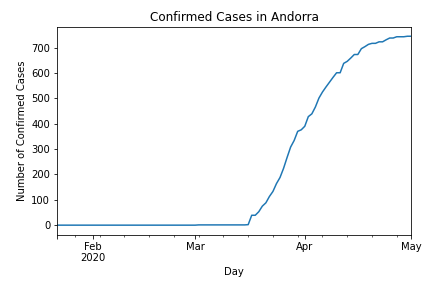 Confirmed Cases in Andorra
Number of Confirmed Cases
700
600
500
400
300
200
100
0
Feb
2020
Mar
Apr
May
Day